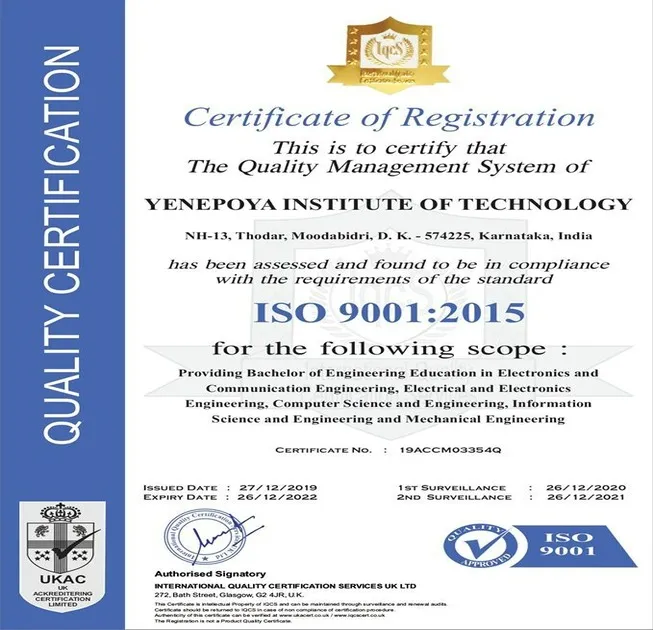 QUALITY CERTIFICATION
IqcS
Certificate of Registration
This is to certify that
The Quality Management System of
YENEPOYA INSTITUTE OF TECHNOLOGY
NH-13, Thodar, Moodabidri, D. K. - 574225, Karnataka, India
has been assessed and found to be in compliance
with the requirements of the standard
ISO 9001:2015
for the following scope :
Providing Bachelor of Engineering Education in Electronics and
Communication Engineering, Electrical and Electronics
Engineering, Computer Science and Engineering, Information
Science and Engineering and Mechanical Engineering
CERTIFICATE NO. : 19ACCM03354Q
ISSUED DATE : 27/12/2019
EXPIRY DATE : 26/12/2022
1ST SURVEILLANCE : 26/12/2020
2ND SURVEILLANCE : 26/12/2021
QUALITY
APPROVED
ISO
9001
UKAC
UK
ACCREDITERING
CERTIFICATION
LIMITED
Authorised Signatory
INTERNATIONAL QUALITY CERTIFICATION SERVICES UK LTD
272, Bath Street, Glasgow, G2 4JR, U.K.
The Certificate is Intellectual Property of IQCS and can be maintained through surveillance and renewal audits.
Certificate should be returned to IQCS in case of non compliance of certification procedure.
Authenticity of this certificate can be verified at www.ukacert.co.uk / www.iqcscert.co.uk
The Registration is not a Product Quality Certificate.